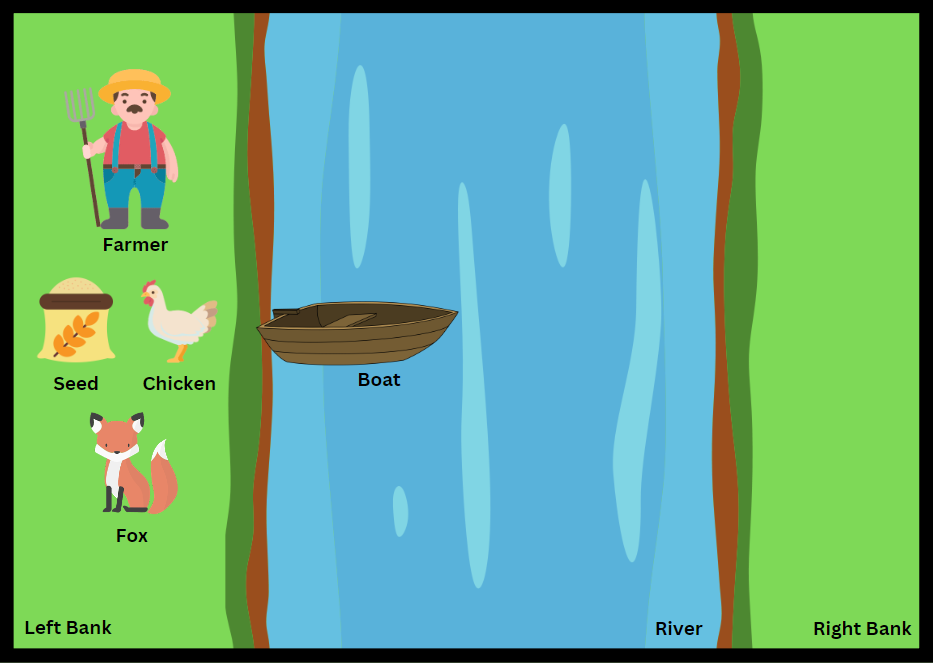 Farmer
Seed
Chicken
Boat
Fox
Left Bank
River
Right Bank